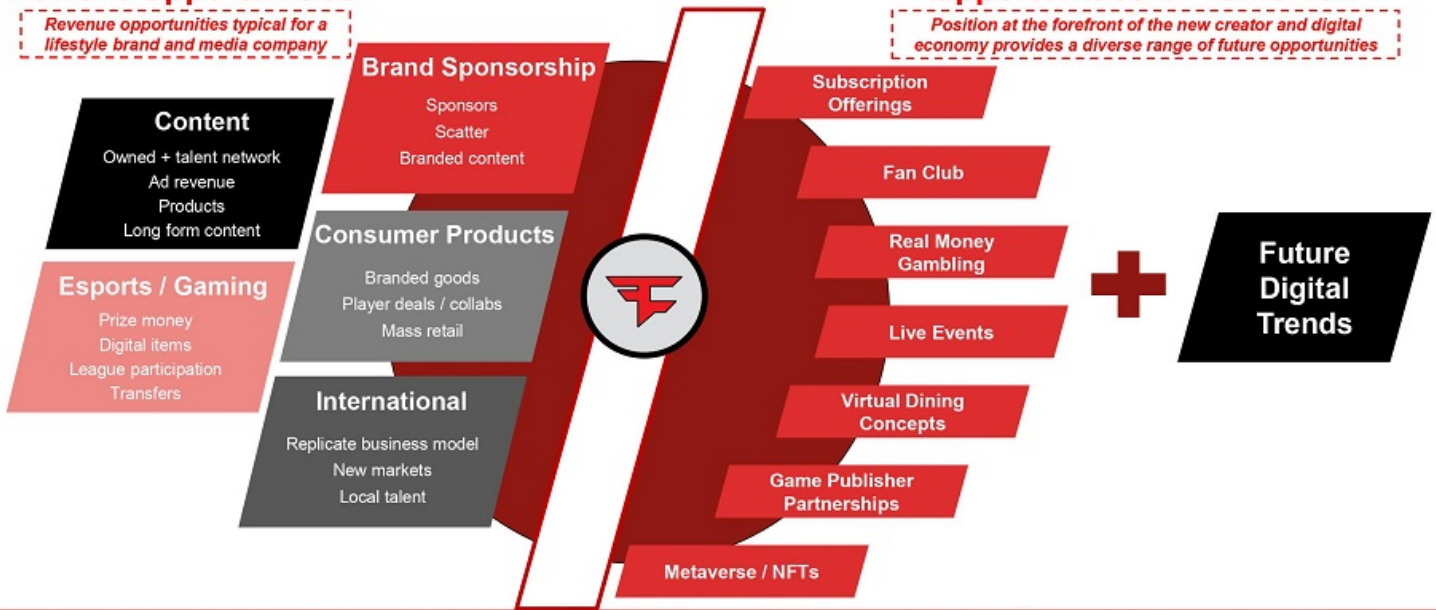 Revenue opportunities typical for a
lifestyle brand and media company
Content
Owned + talent network
Ad revenue
Products
Long form content
Esports / Gaming
Prize money
Digital items
League participation
Transfers
Brand Sponsorship
Sponsors
Scatter
Branded content
Consumer Products
Branded goods
Player deals / collabs
Mass retail
International
Replicate business model
New markets
Local talent
Position at the forefront of the new creator and digital
economy provides a diverse range of future opportunities
Subscription
Offerings
Fan Club
Real Money
Gambling
Live Events
Virtual Dining
Concepts
Game Publisher
Partnerships
Metaverse / NFTs
Future
Digital
Trends